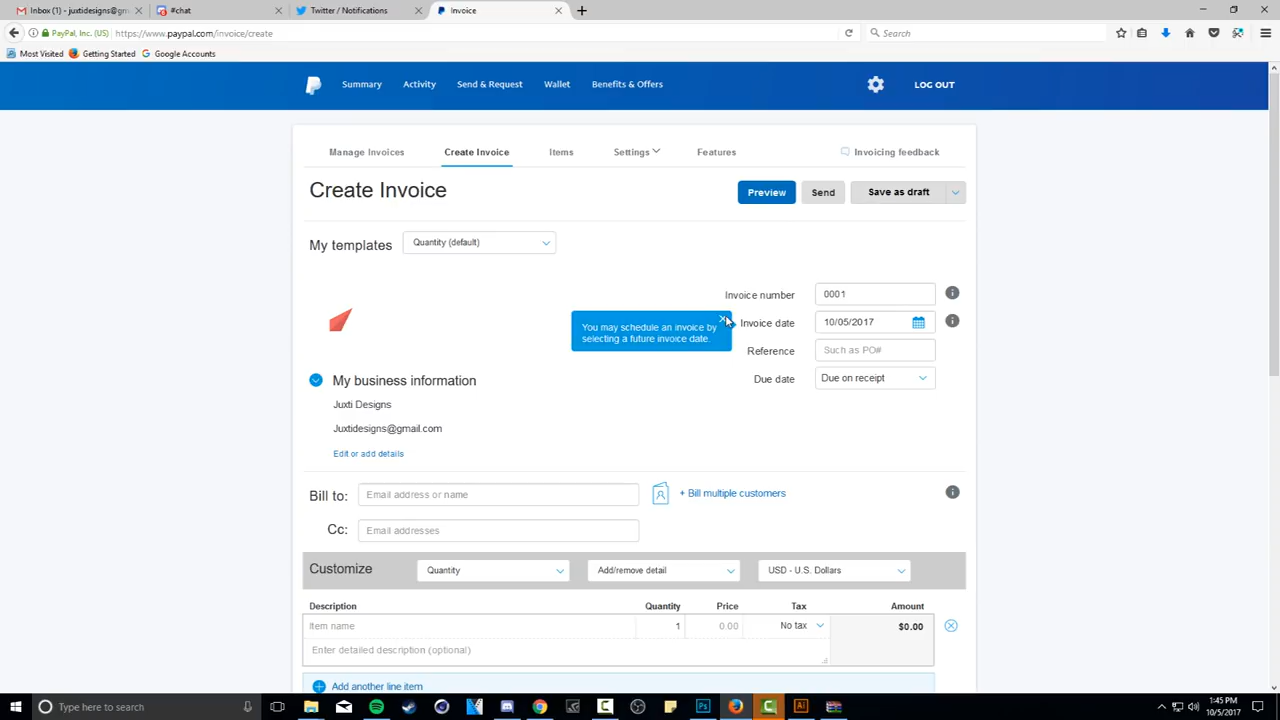 Inbox (1) - juxtidesigns@gm
#chat
Twitter / Notifications
Invoice
PayPal, Inc. (US)
https://www.paypal.com/invoice/create
Search
Most Visited
Getting Started
Google Accounts
Summary
Activity
Send & Request
Wallet
Benefits & Offers
LOG OUT
Manage Invoices
Create Invoice
Items
Settings
Features
Invoicing feedback
Create Invoice
Preview
Send
Save as draft
My templates
Quantity (default)
Invoice number
0001
You may schedule an invoice by
selecting a future invoice date.
Invoice date
10/05/2017
Reference
Such as PO#
Due date
Due on receipt
My business information
Juxti Designs
Juxtidesigns@gmail.com
Edit or add details
Bill to:
Email address or name
+ Bill multiple customers
Cc:
Email addresses
Customize
Quantity
Add/remove detail
USD - U.S. Dollars
Description
Quantity
Price
Tax
Amount
Item name
1
0.00
No tax
$0.00
Enter detailed description (optional)
Add another line item
Type here to search
1:45 PM
10/5/2017